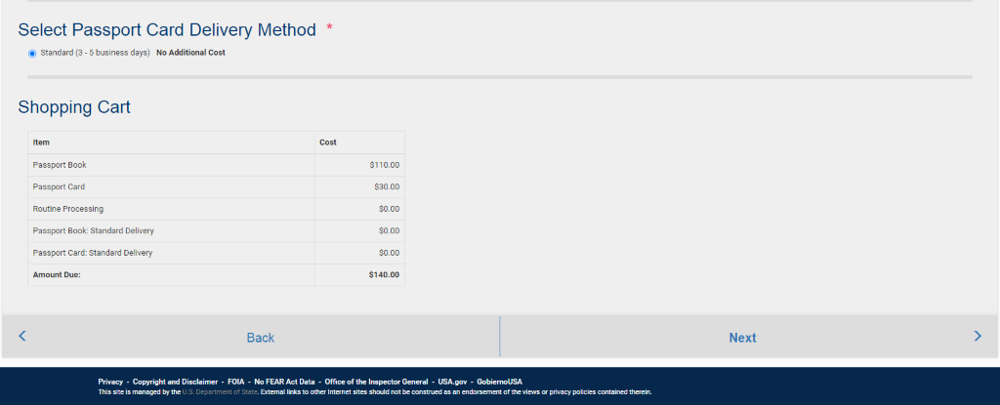 Select Passport Card Delivery Method *
Standard (3 - 5 business days) No Additional Cost
Shopping Cart
Item Cost
Passport Book $110.00
Passport Card $30.00
Routine Processing $0.00
Passport Book: Standard Delivery $0.00
Passport Card: Standard Delivery $0.00
Amount Due: $140.00
< Back Next >
Privacy - Copyright and Disclaimer - FOIA - No FEAR Act Data - Office of the Inspector General - USA.gov - GobiernoUSA
This site is managed by the U.S. Department of State. External links to other Internet sites should not be construed as an endorsement of the views or privacy policies contained therein.